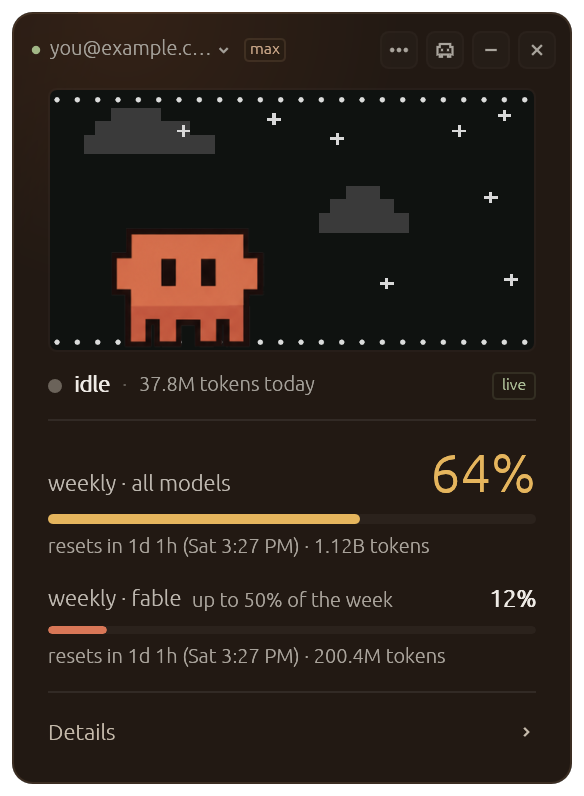 you@example.c... max
idle · 37.8M tokens today live
weekly · all models 64%
resets in 1d 1h (Sat 3:27 PM) · 1.12B tokens
weekly · fable up to 50% of the week 12%
resets in 1d 1h (Sat 3:27 PM) · 200.4M tokens
Details